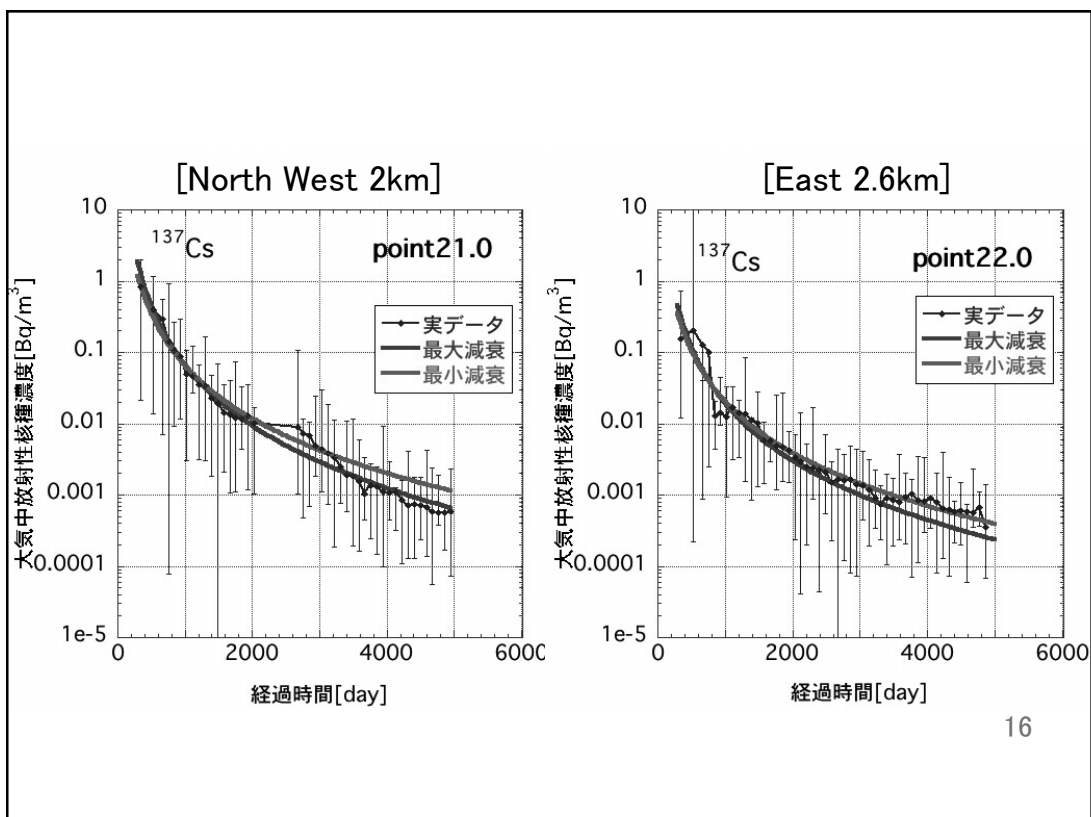 [North West 2km]
10
1
0.1
0.01
0.001
0.0001
1e-5
大気中放射性核種濃度[Bq/m³]
¹³⁷Cs
point21.0
実データ
最大減衰
最小減衰
0
2000
4000
6000
経過時間[day]
[East 2.6km]
10
1
0.1
0.01
0.001
0.0001
1e-5
大気中放射性核種濃度[Bq/m³]
¹³⁷Cs
point22.0
実データ
最大減衰
最小減衰
0
2000
4000
6000
経過時間[day]
16